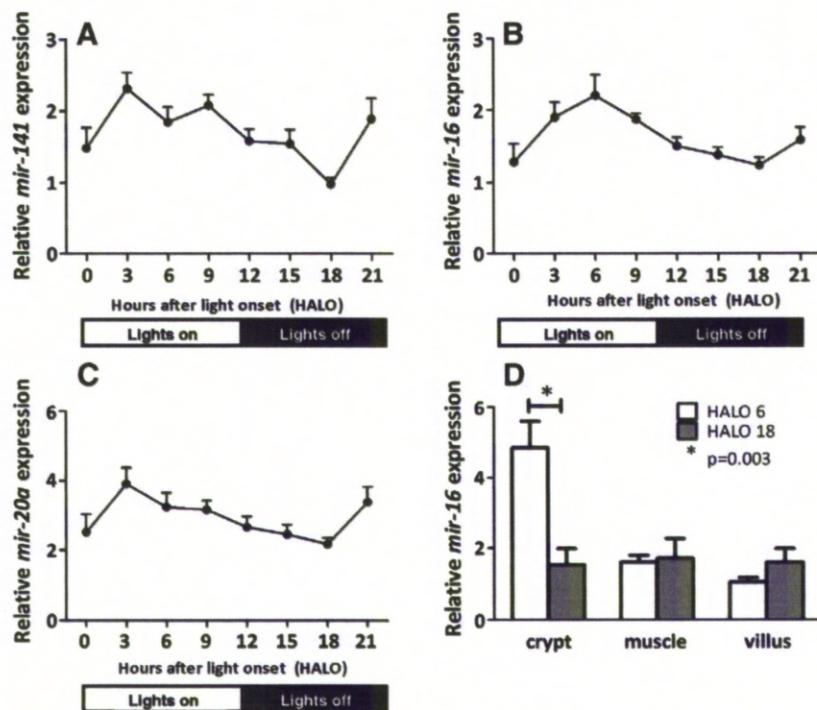 A
Relative mir-141 expression
3
2
1
0
0 3 6 9 12 15 18 21
Hours after light onset (HALO)
Lights on Lights off
B
Relative mir-16 expression
3
2
1
0
0 3 6 9 12 15 18 21
Hours after light onset (HALO)
Lights on Lights off
C
Relative mir-20a expression
6
4
2
0
0 3 6 9 12 15 18 21
Hours after light onset (HALO)
Lights on Lights off
D
Relative mir-16 expression
6
4
2
0
*
HALO 6
HALO 18
* p=0.003
crypt muscle villus